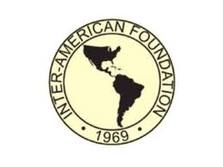 INTER-AMERICAN FOUNDATION
• 1969 •